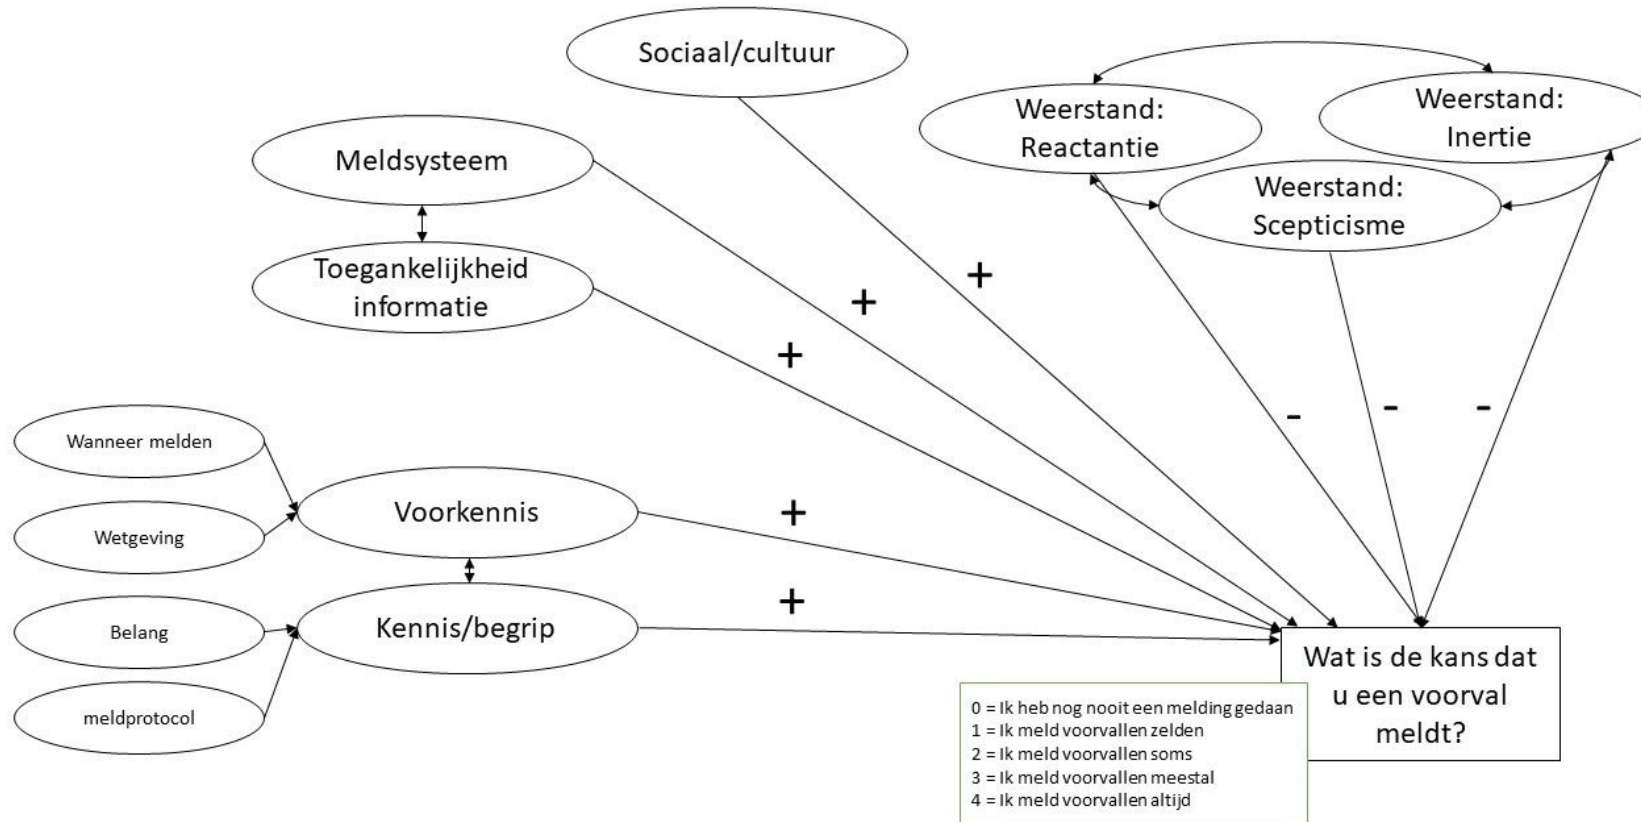 Sociaal/cultuur
Weerstand:
Reactantie
Weerstand:
Inertie
Weerstand:
Scepticisme
Meldsysteem
Toegankelijkheid
informatie
+
+
+
-
-
-
Wanneer melden
Wetgeving
Voorkennis
+
Belang
meldprotocol
Kennis/begrip
+
Wat is de kans dat
u een voorval
meldt?
0 = Ik heb nog nooit een melding gedaan
1 = Ik meld voorvallen zelden
2 = Ik meld voorvallen soms
3 = Ik meld voorvallen meestal
4 = Ik meld voorvallen altijd